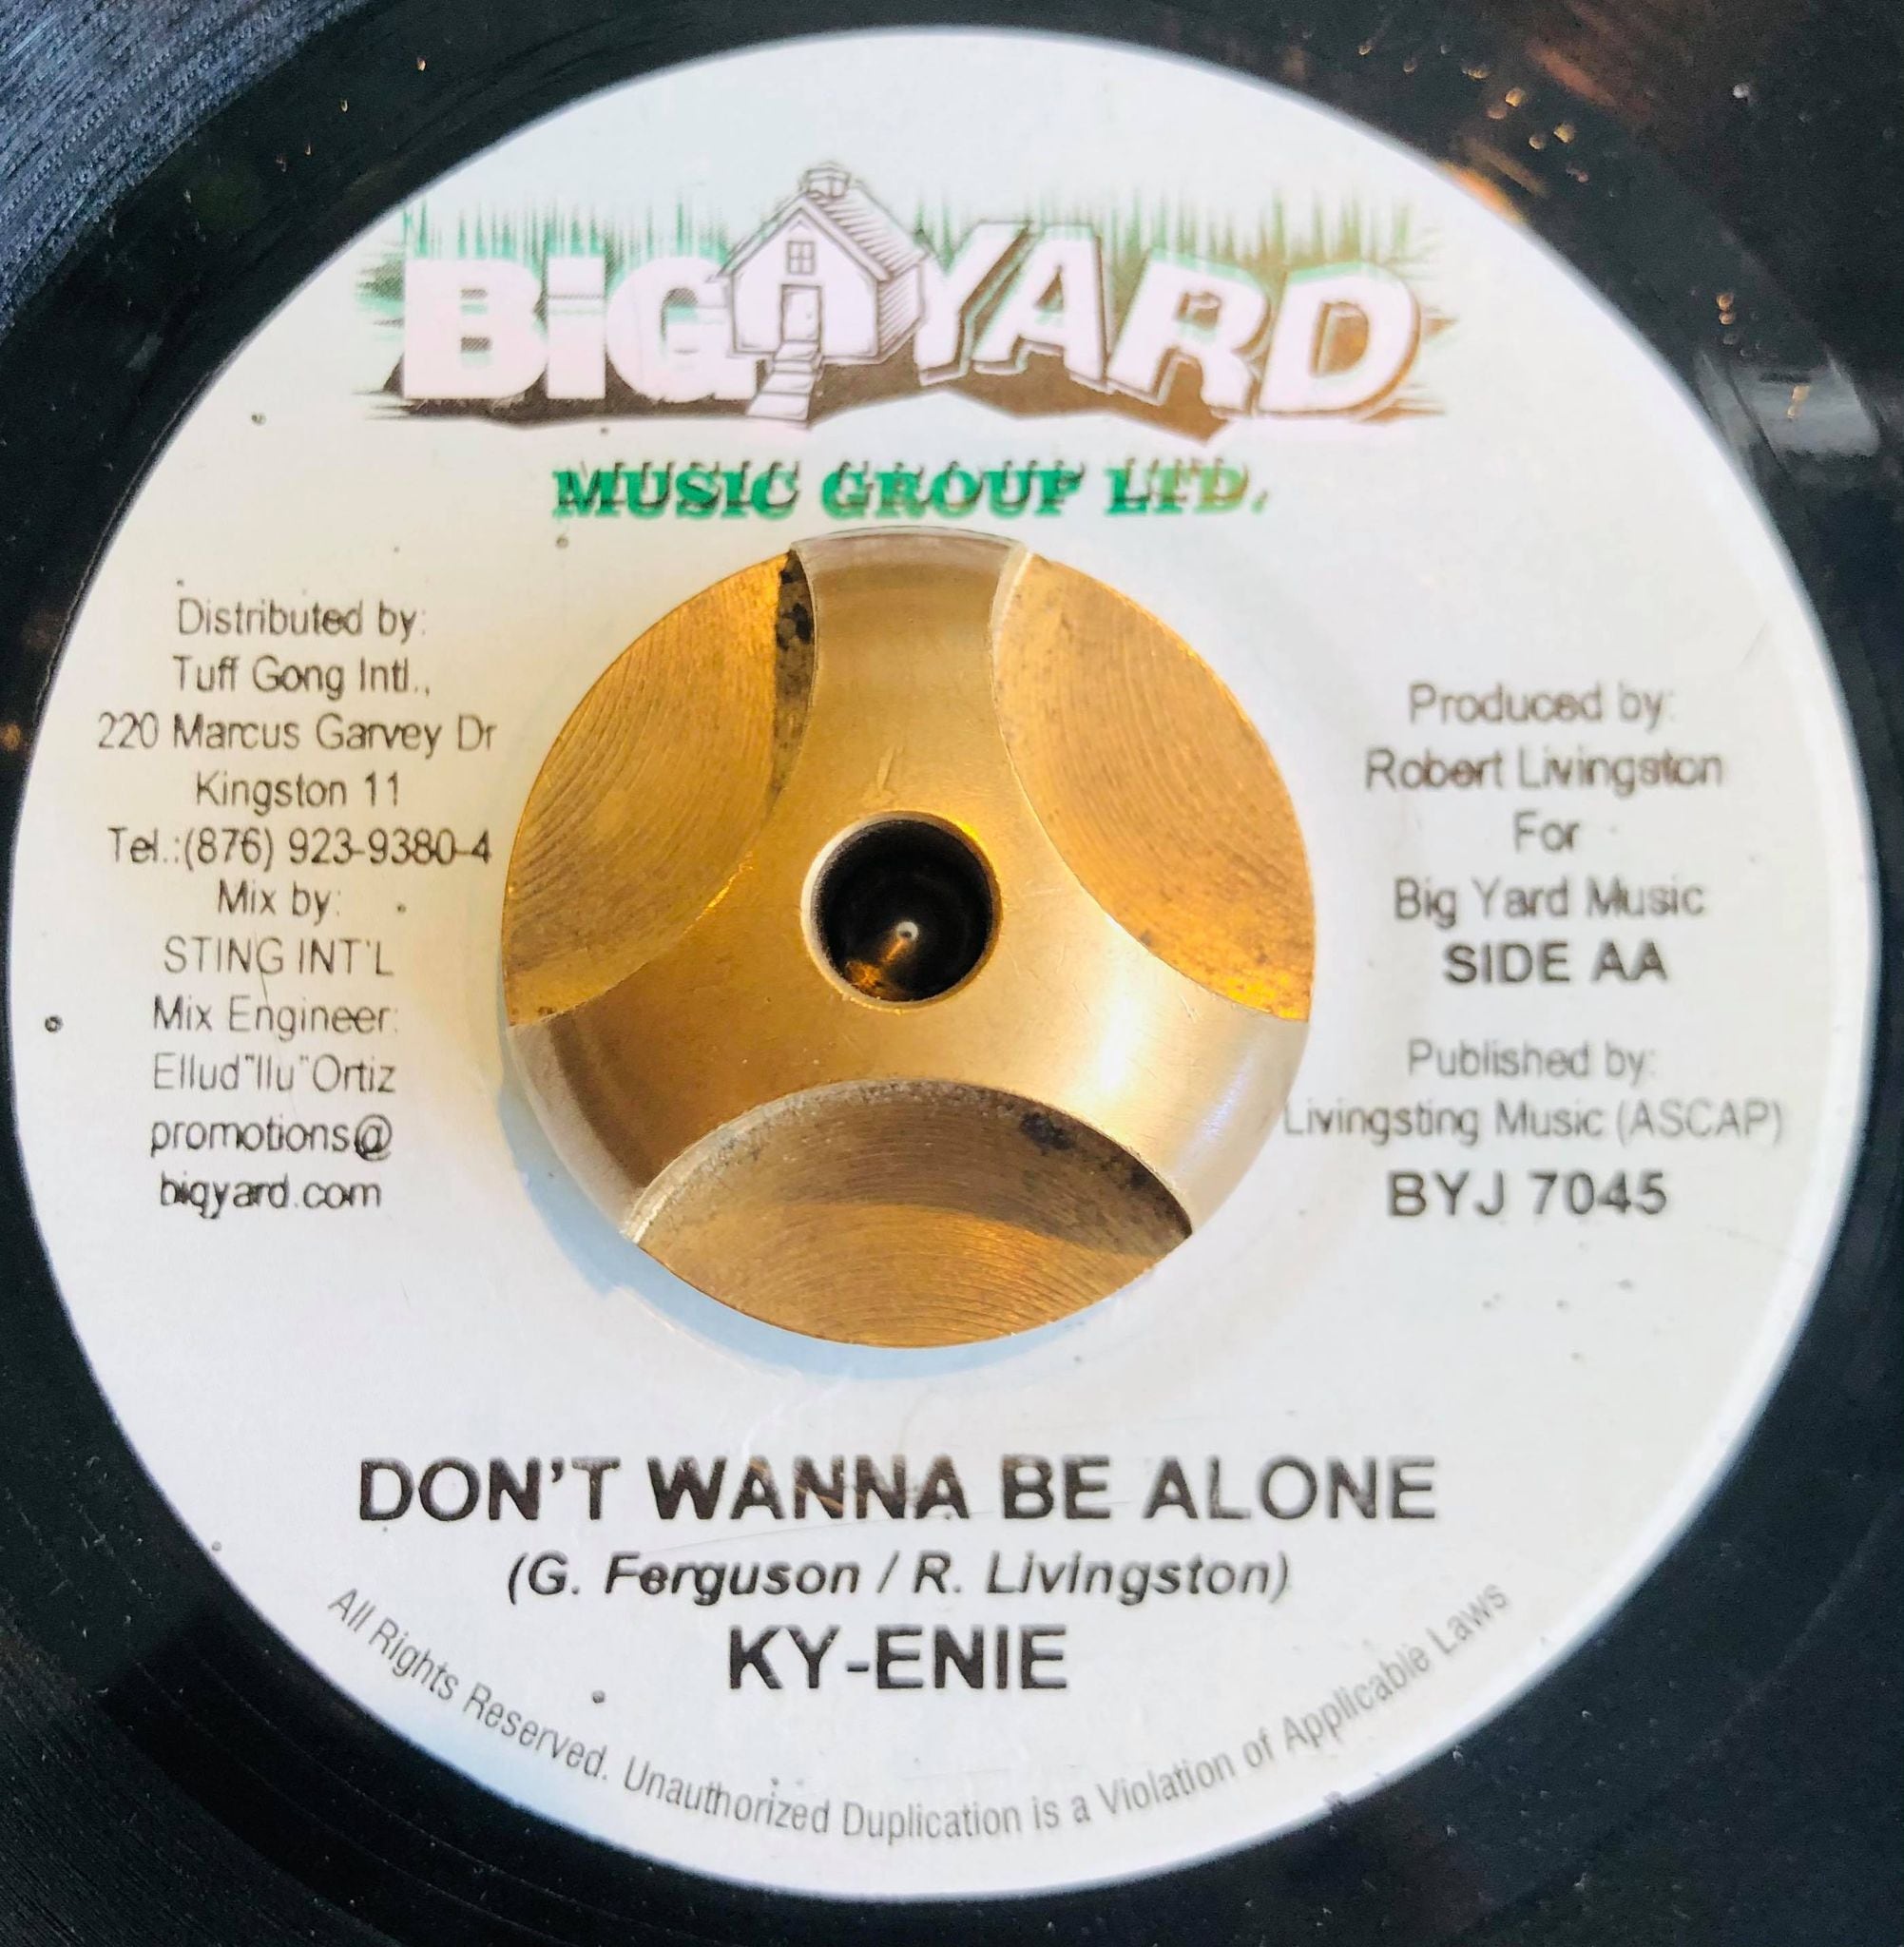 BiG YARD
MUSIC GROUP LTD.
Distributed by:
Tuff Gong Intl.,
220 Marcus Garvey Dr
Kingston 11
Tel.:(876) 923-9380-4
Mix by:
STING INT'L
Mix Engineer:
Ellud"Ilu"Ortiz
promotions@
bigyard.com
Produced by:
Robert Livingston
For
Big Yard Music
SIDE AA
Published by:
Livingsting Music (ASCAP)
BYJ 7045
DON'T WANNA BE ALONE
(G. Ferguson / R. Livingston)
KY-ENIE
All Rights Reserved. Unauthorized Duplication is a Violation of Applicable Laws